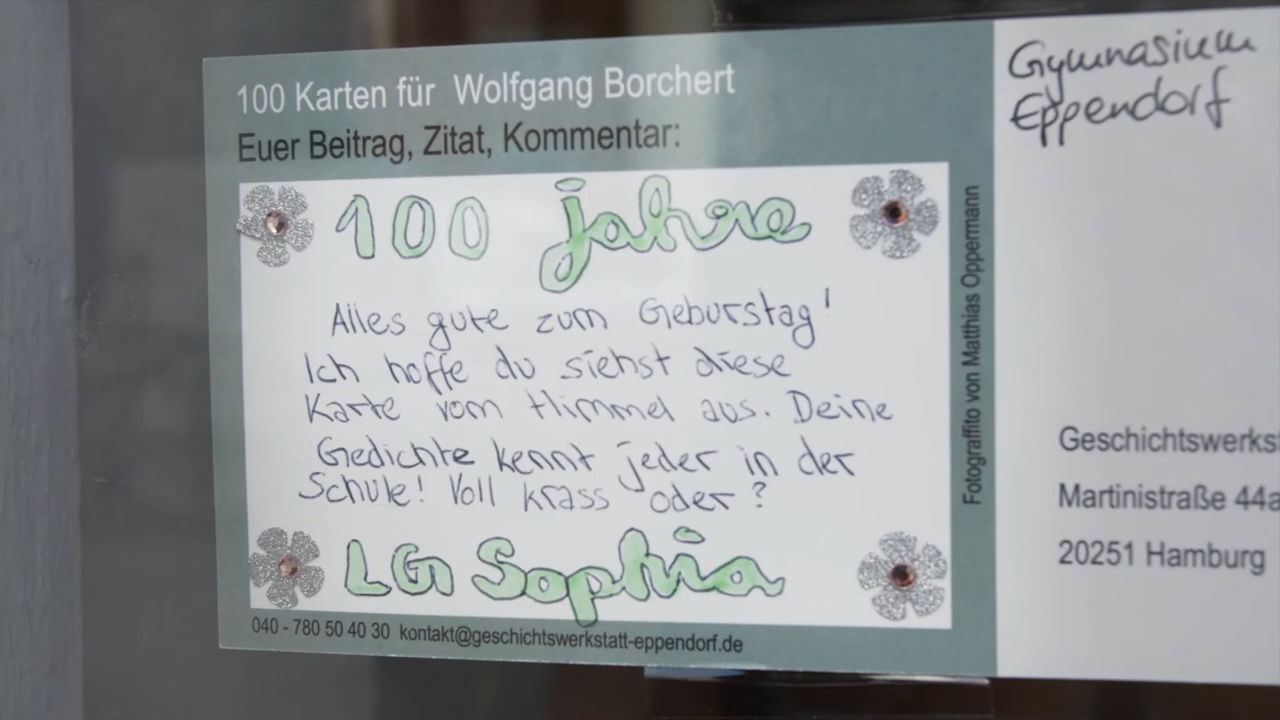 100 Karten für Wolfgang Borchert
Euer Beitrag, Zitat, Kommentar:
100 jahre
Alles gute zum Geburstag!
Ich hoffe du siehst diese
Karte vom Himmel aus. Deine
Gedichte kennt jeder in der
Schule! Voll krass oder?
LG Sophia
040 - 780 50 40 30 kontakt@geschichtswerkstatt-eppendorf.de
Fotograffito von Matthias Oppermann
Gymnasium
Eppendorf
Geschichtswerkst
Martinistraße 44a
20251 Hamburg